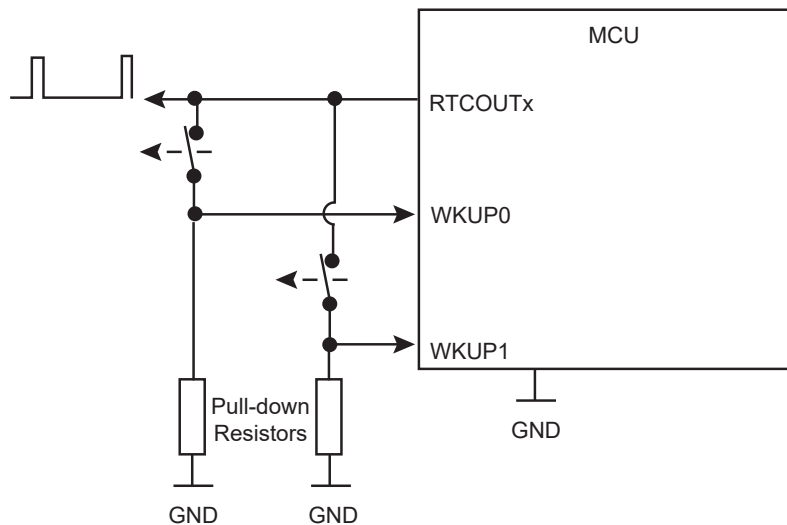 MCU
RTCOUTx
WKUP0
WKUP1
Pull-down
Resistors
GND
GND
GND